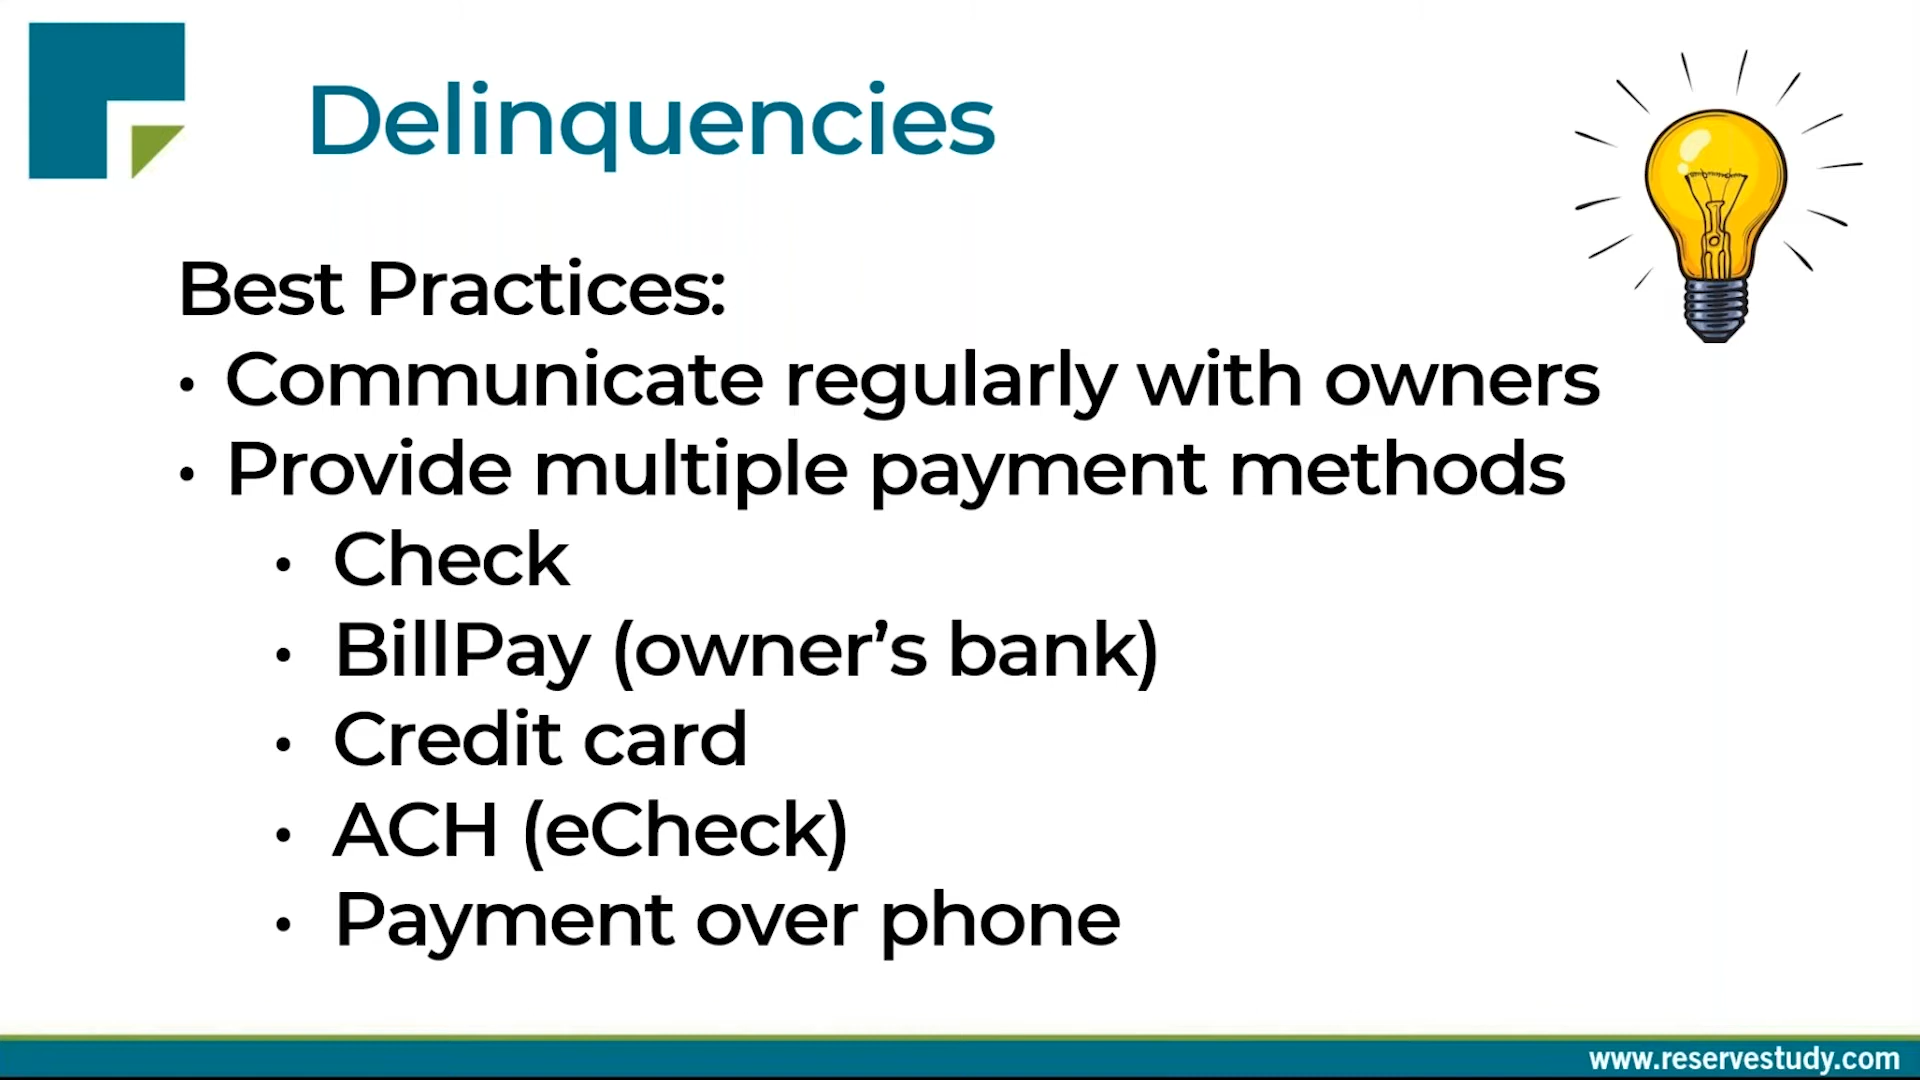 Delinquencies
Best Practices:
• Communicate regularly with owners
• Provide multiple payment methods
• Check
• BillPay (owner’s bank)
• Credit card
• ACH (eCheck)
• Payment over phone
www.reservestudy.com